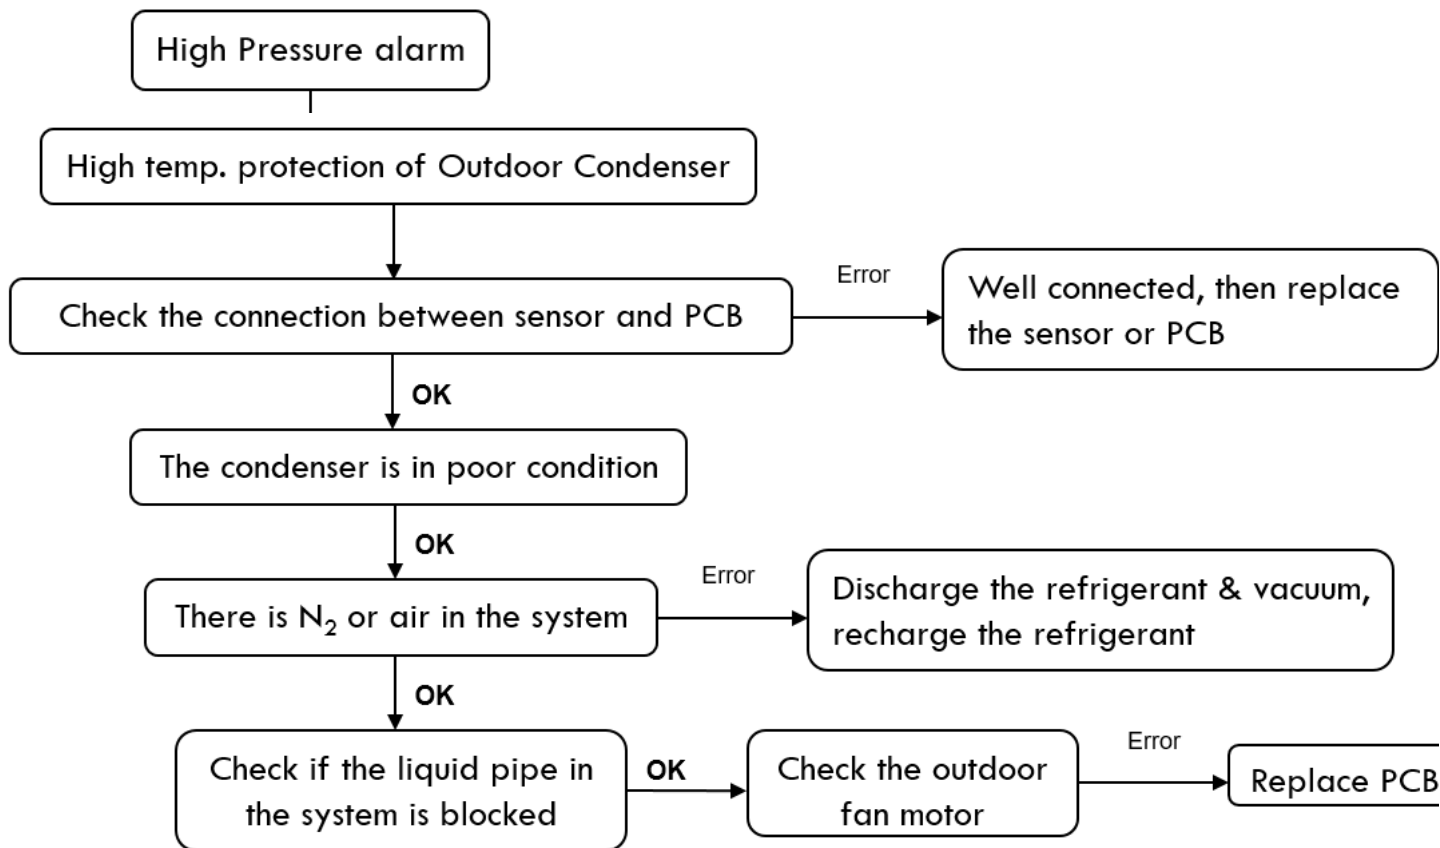 High Pressure alarm
High temp. protection of Outdoor Condenser
Check the connection between sensor and PCB
Error
Well connected, then replace
the sensor or PCB
OK
The condenser is in poor condition
OK
There is N₂ or air in the system
Error
Discharge the refrigerant & vacuum,
recharge the refrigerant
OK
Check if the liquid pipe in
the system is blocked
OK
Check the outdoor
fan motor
Error
Replace PCB